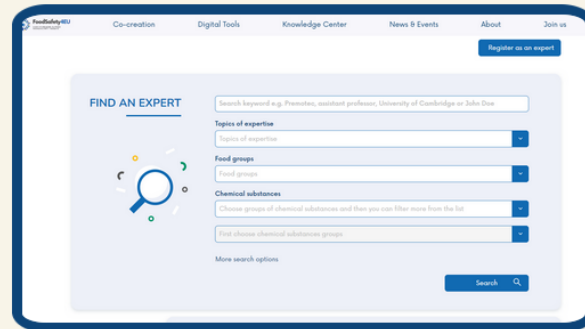 FoodSafety4EU
Co-creation
Digital Tools
Knowledge Center
News & Events
About
Join us
Register as an expert
FIND AN EXPERT
Search keyword e.g. Premotec, assistant professor, University of Cambridge or John Doe
Topics of expertise
Topics of expertise
Food groups
Food groups
Chemical substances
Choose groups of chemical substances and then you can filter more from the list
First choose chemical substances groups
More search options
Search